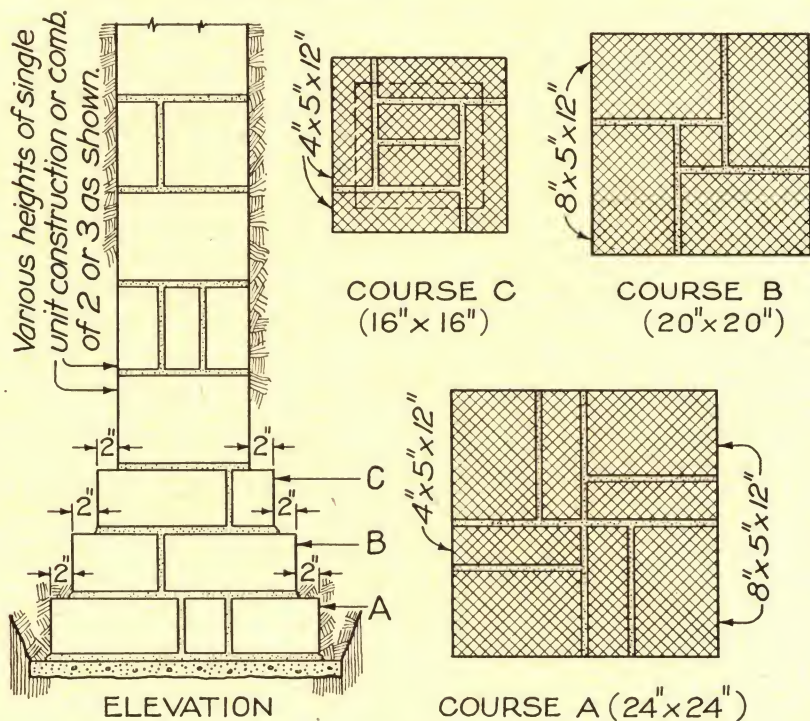 Various heights of single
unit construction or comb.
of 2 or 3 as shown.
2"
2"
2"
2"
2"
2"
C
B
A
ELEVATION
4"x5"x12"
COURSE C
(16"x16")
8"x5"x12"
COURSE B
(20"x20")
4"x5"x12"
8"x5"x12"
COURSE A (24"x24")